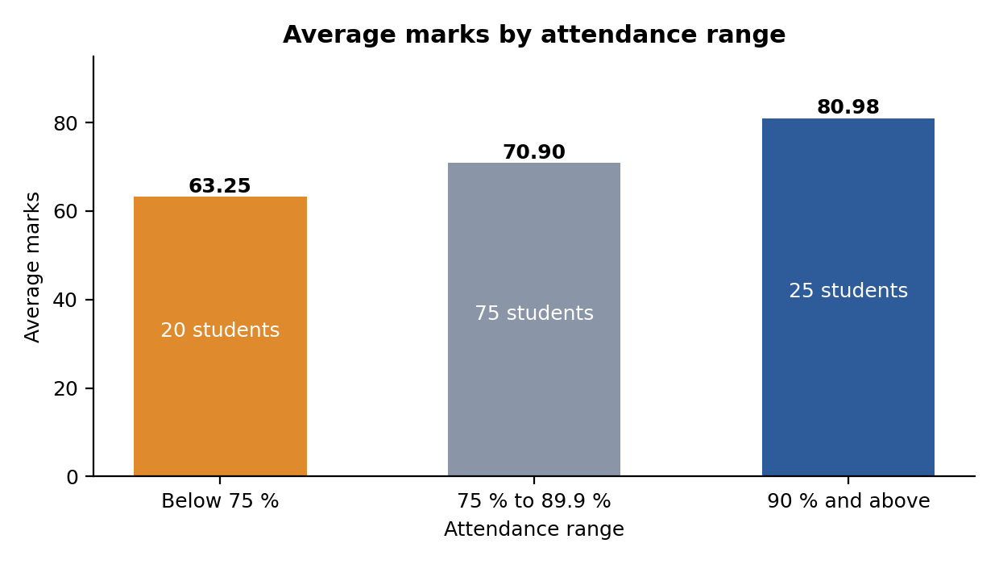 Average marks by attendance range
80.98
70.90
63.25
80
60
40
20
0
Average marks
20 students
75 students
25 students
Below 75 %
75 % to 89.9 %
90 % and above
Attendance range